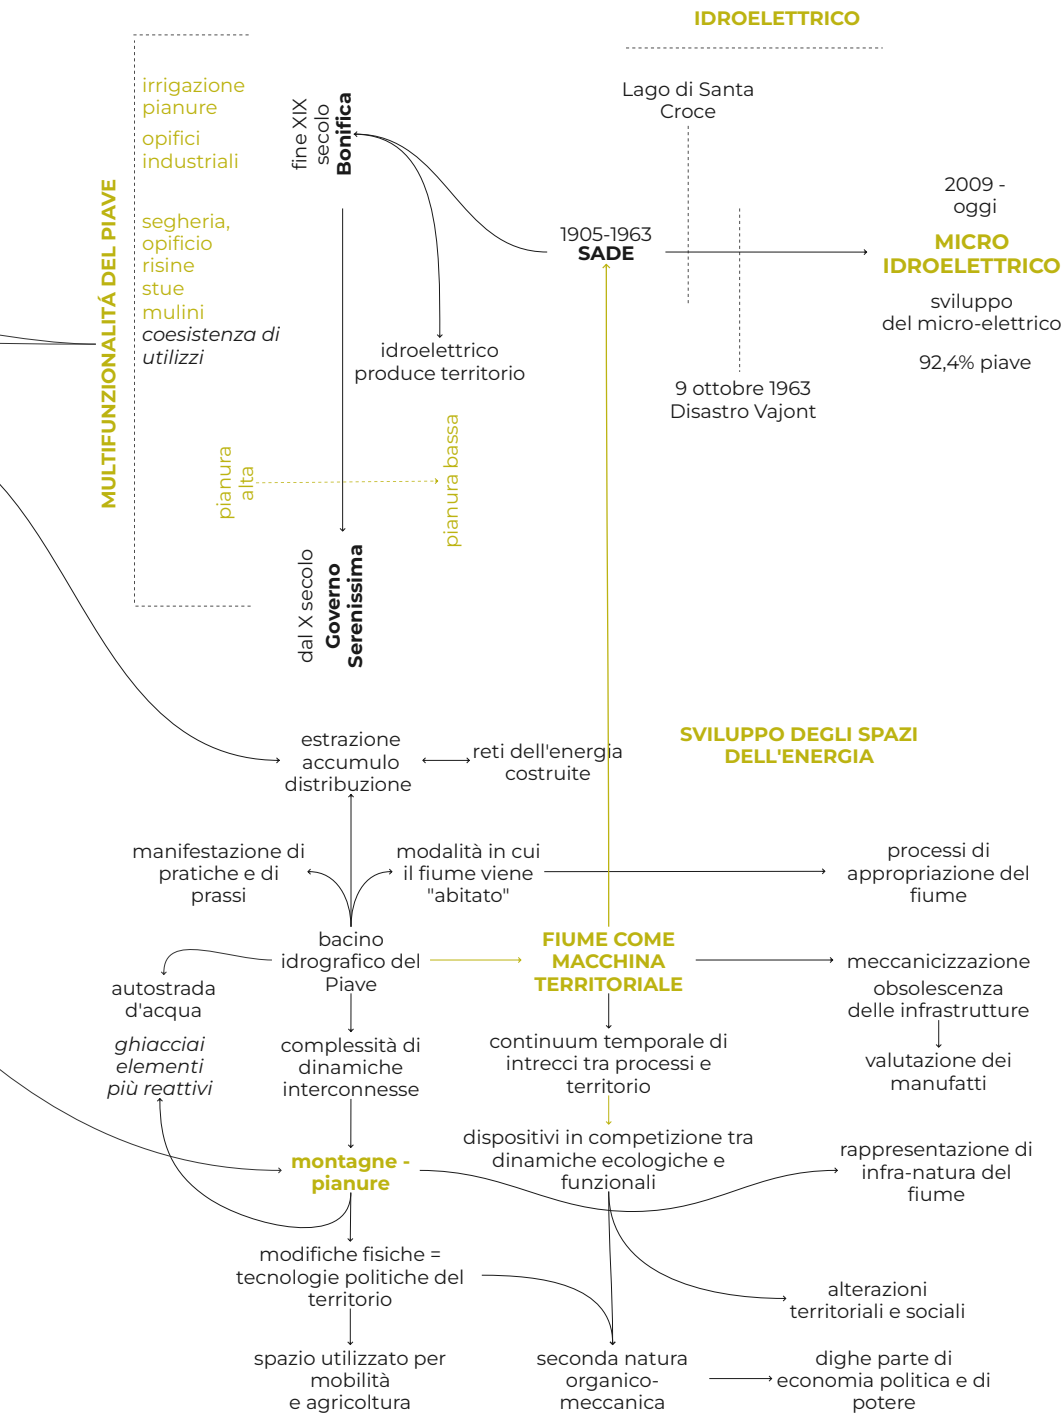 IDROELETTRICO
irrigazione
pianure
opifici
industriali
segheria,
opificio
risine
stue
mulini
coesistenza di
utilizzi
MULTIFUNZIONALITÁ DEL PIAVE
fine XIX
secolo
Bonifica
Lago di Santa
Croce
1905-1963
SADE
2009 -
oggi
MICRO
IDROELETTRICO
sviluppo
del micro-elettrico
92,4% piave
idroelettrico
produce territorio
9 ottobre 1963
Disastro Vajont
pianura
alta
pianura bassa
dal X secolo
Governo
Serenissima
estrazione
accumulo
distribuzione
reti dell'energia
costruite
SVILUPPO DEGLI SPAZI
DELL'ENERGIA
manifestazione di
pratiche e di
prassi
modalità in cui
il fiume viene
"abitato"
processi di
appropriazione del
fiume
bacino
idrografico del
Piave
FIUME COME
MACCHINA
TERRITORIALE
meccanicizzazione
obsolescenza
delle infrastrutture
valutazione dei
manufatti
autostrada
d'acqua
ghiacciai
elementi
più reattivi
complessità di
dinamiche
interconnesse
continuum temporale di
intrecci tra processi e
territorio
dispositivi in competizione tra
dinamiche ecologiche e
funzionali
montagne -
pianure
rappresentazione di
infra-natura del
fiume
modifiche fisiche =
tecnologie politiche del
territorio
alterazioni
territoriali e sociali
spazio utilizzato per
mobilità
e agricoltura
seconda natura
organico-
meccanica
dighe parte di
economia politica e di
potere